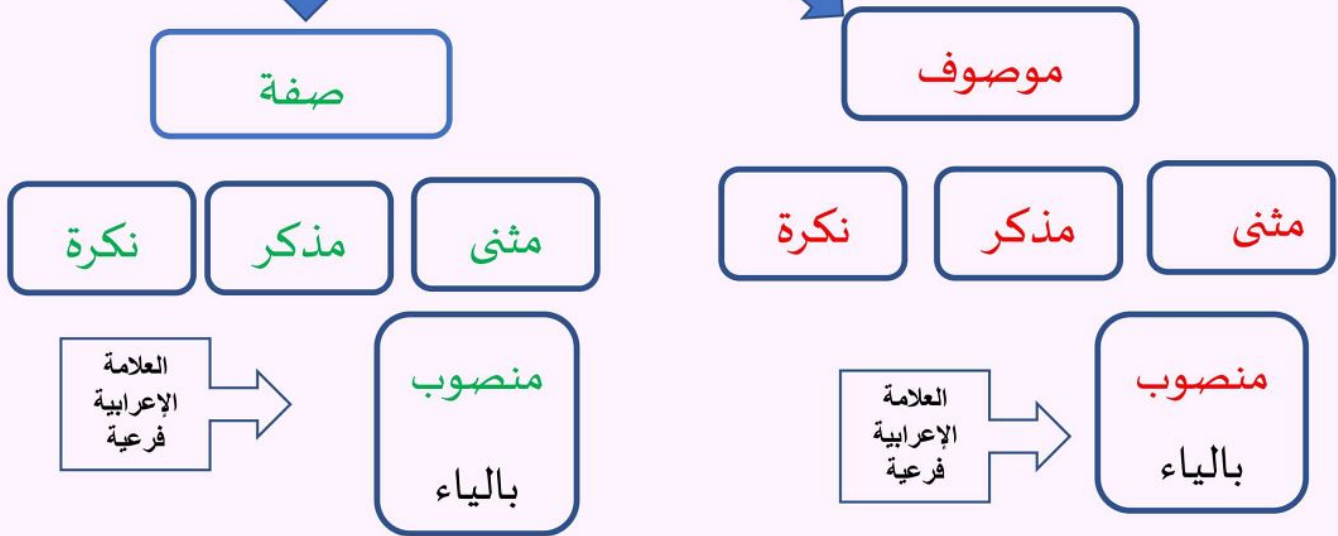 موصوف
صفة
مثنى
مذكر
نكرة
مثنى
مذكر
نكرة
منصوب
بالياء
العلامة
الإعرابية
فرعية
منصوب
بالياء
العلامة
الإعرابية
فرعية